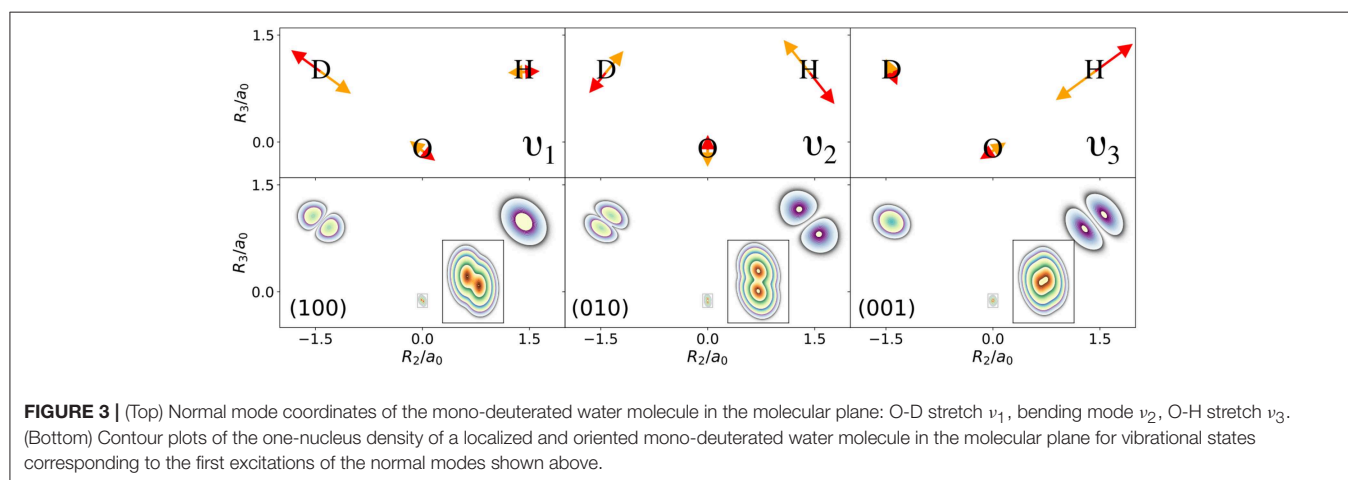 1.5
R₃/a₀
0.0
D
H
O
υ₁
D
H
O
υ₂
D
H
O
υ₃
1.5
R₃/a₀
0.0
(100)
(010)
(001)
−1.5
0.0
1.5
−1.5
0.0
1.5
−1.5
0.0
1.5
R₂/a₀
R₂/a₀
R₂/a₀
FIGURE 3 | (Top) Normal mode coordinates of the mono-deuterated water molecule in the molecular plane: O-D stretch ν₁, bending mode ν₂, O-H stretch ν₃.
(Bottom) Contour plots of the one-nucleus density of a localized and oriented mono-deuterated water molecule in the molecular plane for vibrational states
corresponding to the first excitations of the normal modes shown above.